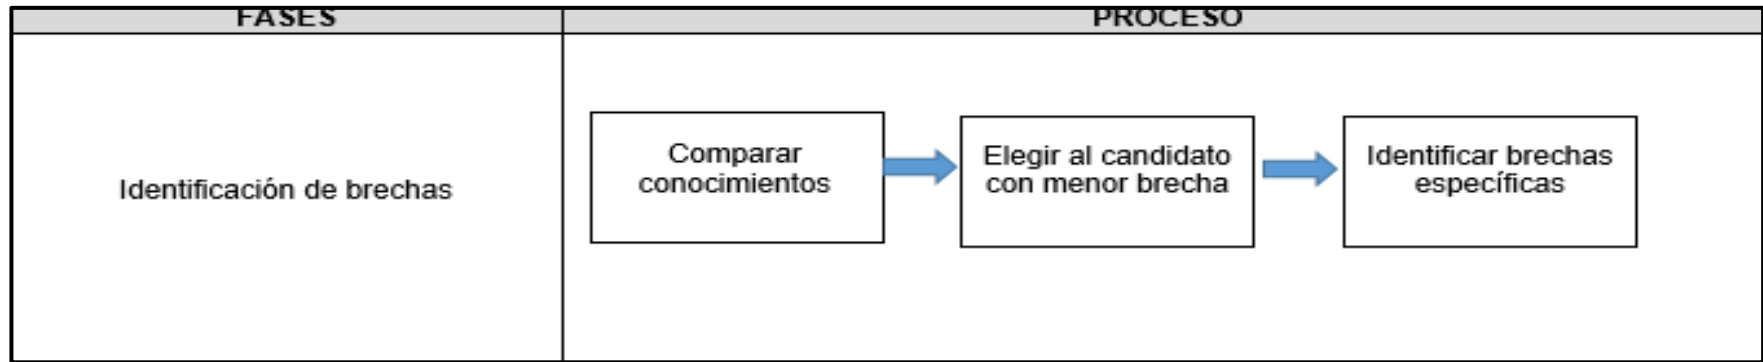 FASES
PROCESO
Identificación de brechas
Comparar
conocimientos
Elegir al candidato
con menor brecha
Identificar brechas
específicas